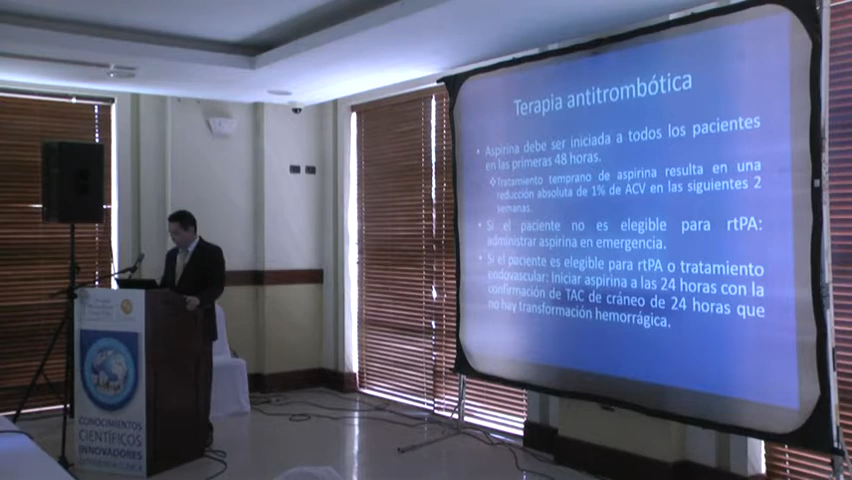 Terapia antitrombótica
• Aspirina debe ser iniciada a todos los pacientes
en las primeras 48 horas.
❖Tratamiento temprano de aspirina resulta en una
reducción absoluta de 1% de ACV en las siguientes 2
semanas.
• Si el paciente no es elegible para rtPA:
administrar aspirina en emergencia.
• Si el paciente es elegible para rtPA o tratamiento
endovascular: Iniciar aspirina a las 24 horas con la
confirmación de TAC de cráneo de 24 horas que
no hay transformación hemorrágica.
CONOCIMIENTOS
CIENTÍFICOS
INNOVADORES